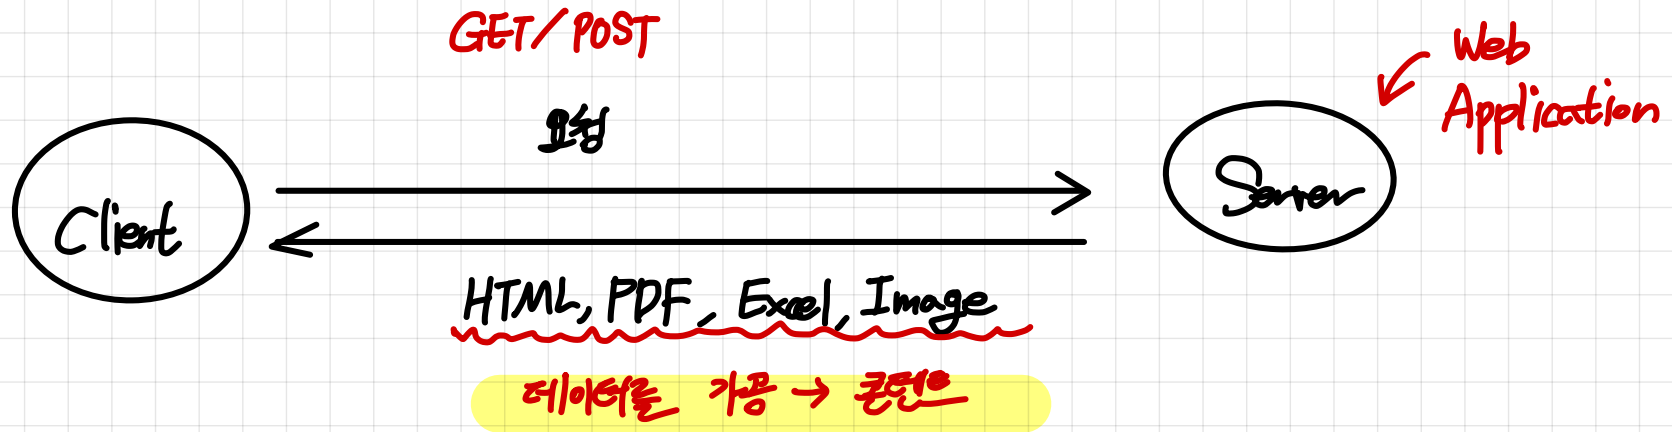 GET/POST
요청
Client
Server
Web
Application
HTML, PDF, Excel, Image
데이터를 가공 → 콘텐츠